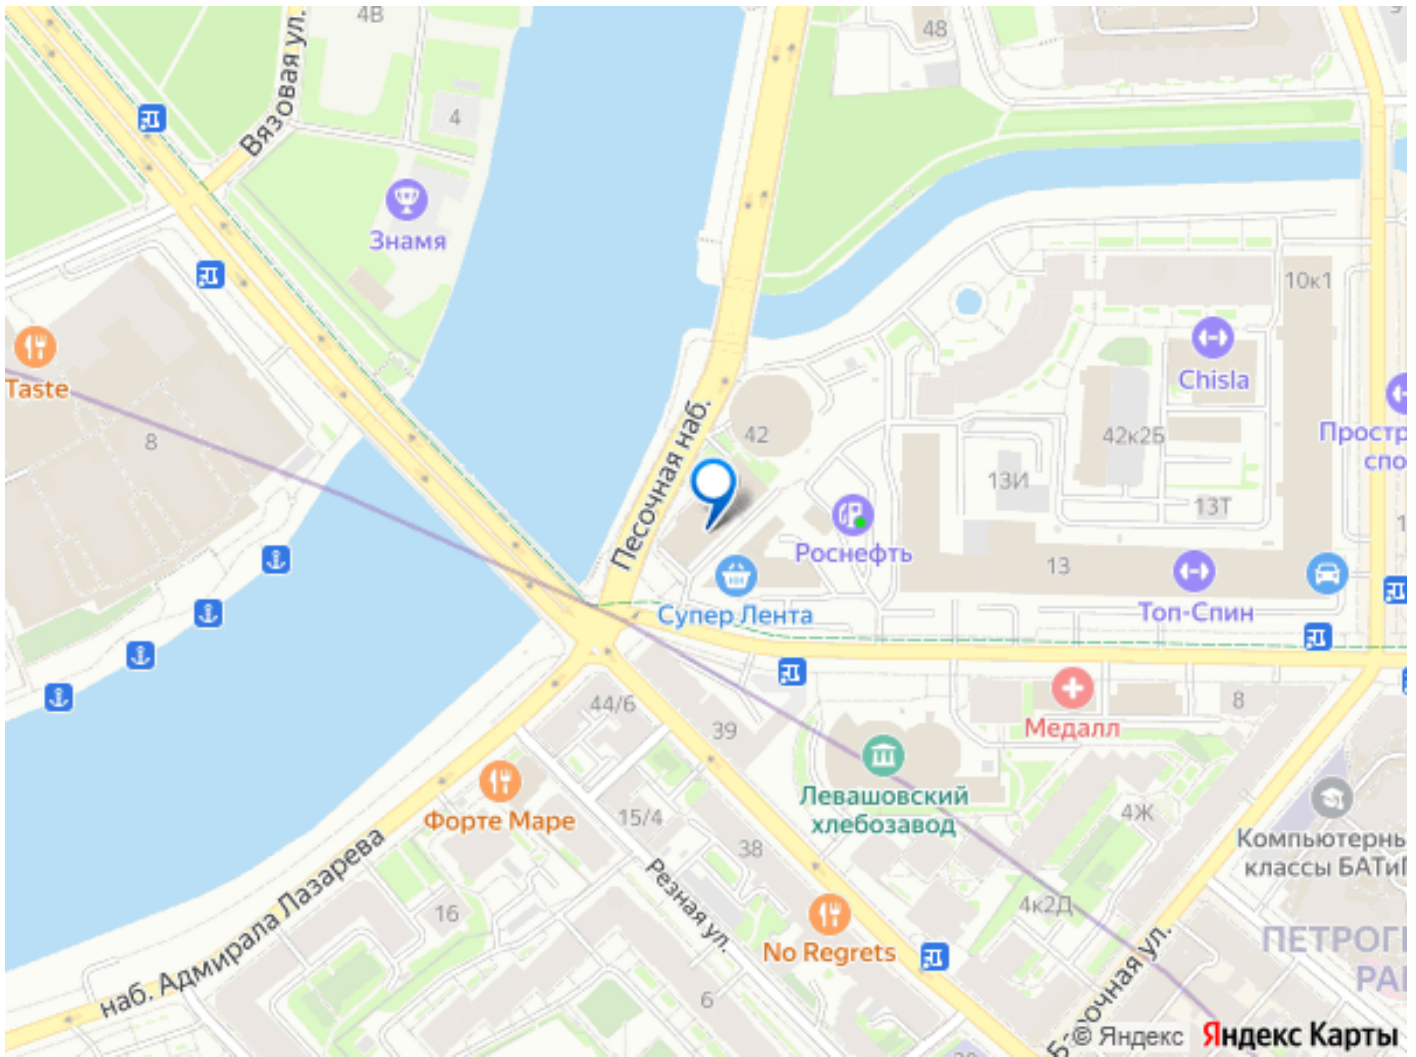 4В
48
Вязовая ул.
4
Знамя
10к1
Taste
Chisla
Песочная наб.
42
42к2Б
8
13И
13Т
Роснефть
13
Супер Лента
Топ-Спин
44/6
39
8
Медалл
Левашовский
хлебозавод
Форте Маре
15/4
4Ж
38
наб. Адмирала Лазарева
Резная ул.
16
4к2Д
No Regrets
6
© Яндекс
Яндекс Карты